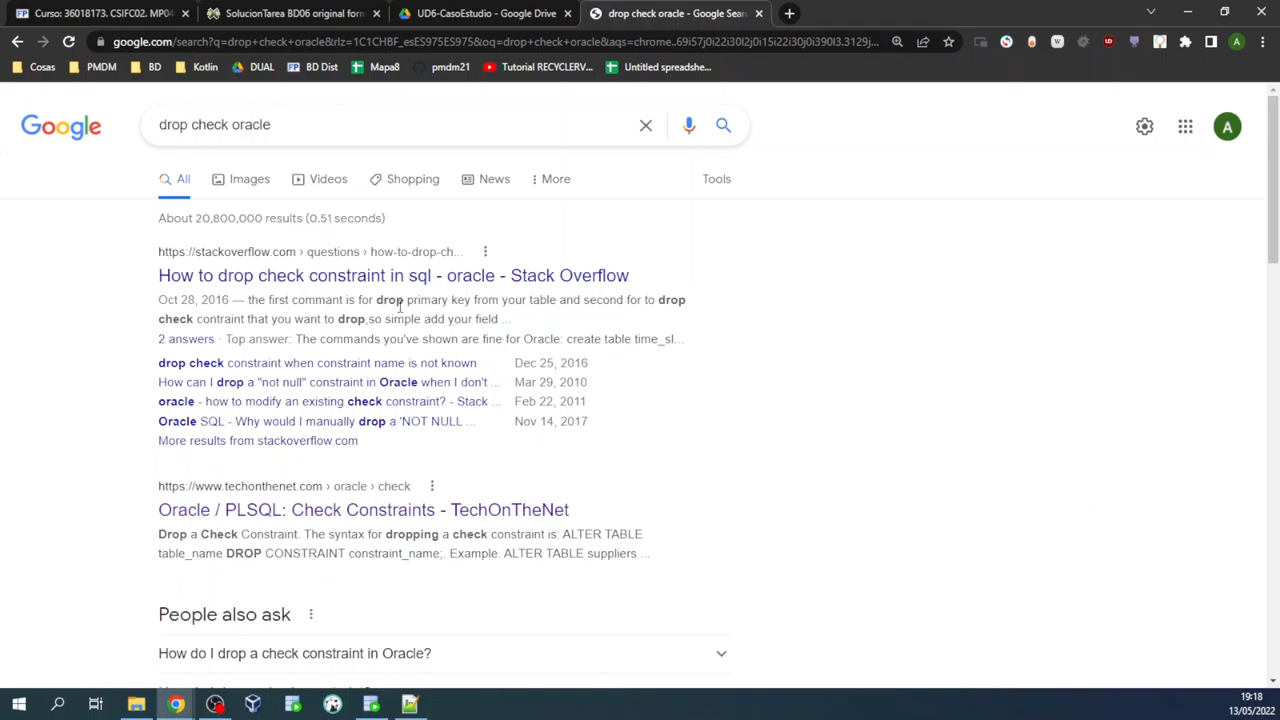 Curso: 36018173. CSIFC02. MP04
SolucionTarea BD06 original form
UD6-CasoEstudio - Google Drive
drop check oracle - Google Sear
google.com/search?q=drop+check+oracle&rlz=1C1CHBF_esES975ES975&oq=drop+check+oracle&aqs=chrome..69i57j0i22i30l2j0i15i22i30j0i390l3.3129j...
A
Cosas
PMDM
BD
Kotlin
DUAL
BD Dist
Mapa8
pmdm21
Tutorial RECYCLERV...
Untitled spreadshe...
Google
drop check oracle
A
All
Images
Videos
Shopping
News
More
Tools
About 20,800,000 results (0.51 seconds)
https://stackoverflow.com › questions › how-to-drop-ch...
How to drop check constraint in sql - oracle - Stack Overflow
Oct 28, 2016 — the first commant is for drop primary key from your table and second for to drop
check contraint that you want to drop,so simple add your field ...
2 answers · Top answer: The commands you've shown are fine for Oracle: create table time_sl...
drop check constraint when constraint name is not known Dec 25, 2016
How can I drop a "not null" constraint in Oracle when I don't ... Mar 29, 2010
oracle - how to modify an existing check constraint? - Stack ... Feb 22, 2011
Oracle SQL - Why would I manually drop a 'NOT NULL ... Nov 14, 2017
More results from stackoverflow.com
https://www.techonthenet.com › oracle › check
Oracle / PLSQL: Check Constraints - TechOnTheNet
Drop a Check Constraint. The syntax for dropping a check constraint is: ALTER TABLE
table_name DROP CONSTRAINT constraint_name;. Example. ALTER TABLE suppliers ...
People also ask
How do I drop a check constraint in Oracle?
19:18
13/05/2022